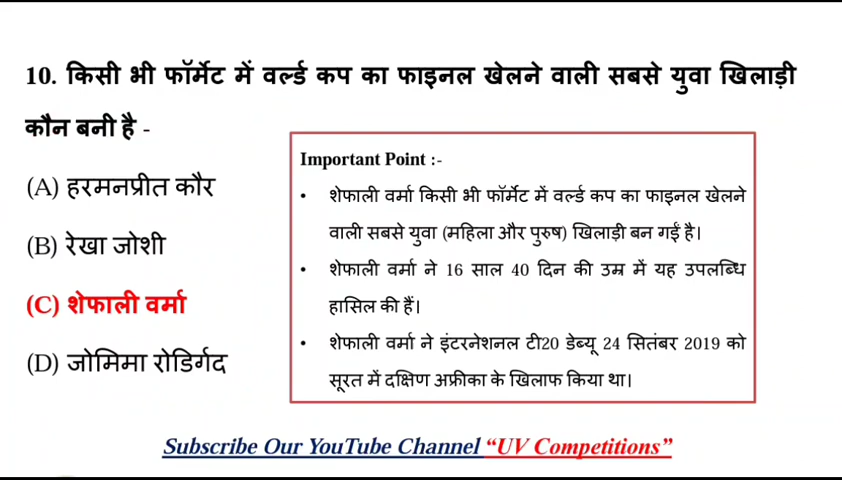 10. किसी भी फॉर्मेट में वर्ल्ड कप का फाइनल खेलने वाली सबसे युवा खिलाड़ी
कौन बनी है -
(A) हरमनप्रीत कौर
(B) रेखा जोशी
(C) शेफाली वर्मा
(D) जोमिमा रोडिर्गद
Important Point :-
• शेफाली वर्मा किसी भी फॉर्मेट में वर्ल्ड कप का फाइनल खेलने
वाली सबसे युवा (महिला और पुरुष) खिलाड़ी बन गईं है।
• शेफाली वर्मा ने 16 साल 40 दिन की उम्र में यह उपलब्धि
हासिल की हैं।
• शेफाली वर्मा ने इंटरनेशनल टी20 डेब्यू 24 सितंबर 2019 को
सूरत में दक्षिण अफ्रीका के खिलाफ किया था।
Subscribe Our YouTube Channel “UV Competitions”